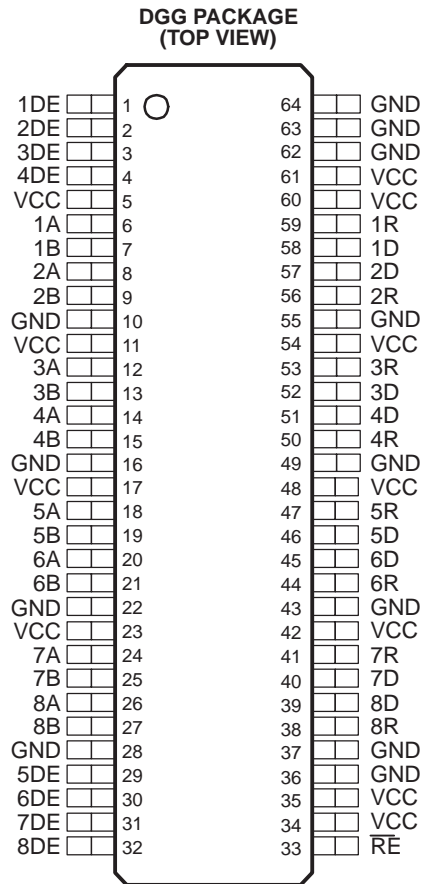 DGG PACKAGE
(TOP VIEW)
1DE 1 64 GND
2DE 2 63 GND
3DE 3 62 GND
4DE 4 61 VCC
VCC 5 60 VCC
1A 6 59 1R
1B 7 58 1D
2A 8 57 2D
2B 9 56 2R
GND 10 55 GND
VCC 11 54 VCC
3A 12 53 3R
3B 13 52 3D
4A 14 51 4D
4B 15 50 4R
GND 16 49 GND
VCC 17 48 VCC
5A 18 47 5R
5B 19 46 5D
6A 20 45 6D
6B 21 44 6R
GND 22 43 GND
VCC 23 42 VCC
7A 24 41 7R
7B 25 40 7D
8A 26 39 8D
8B 27 38 8R
GND 28 37 GND
5DE 29 36 GND
6DE 30 35 VCC
7DE 31 34 VCC
8DE 32 33 R̅E̅